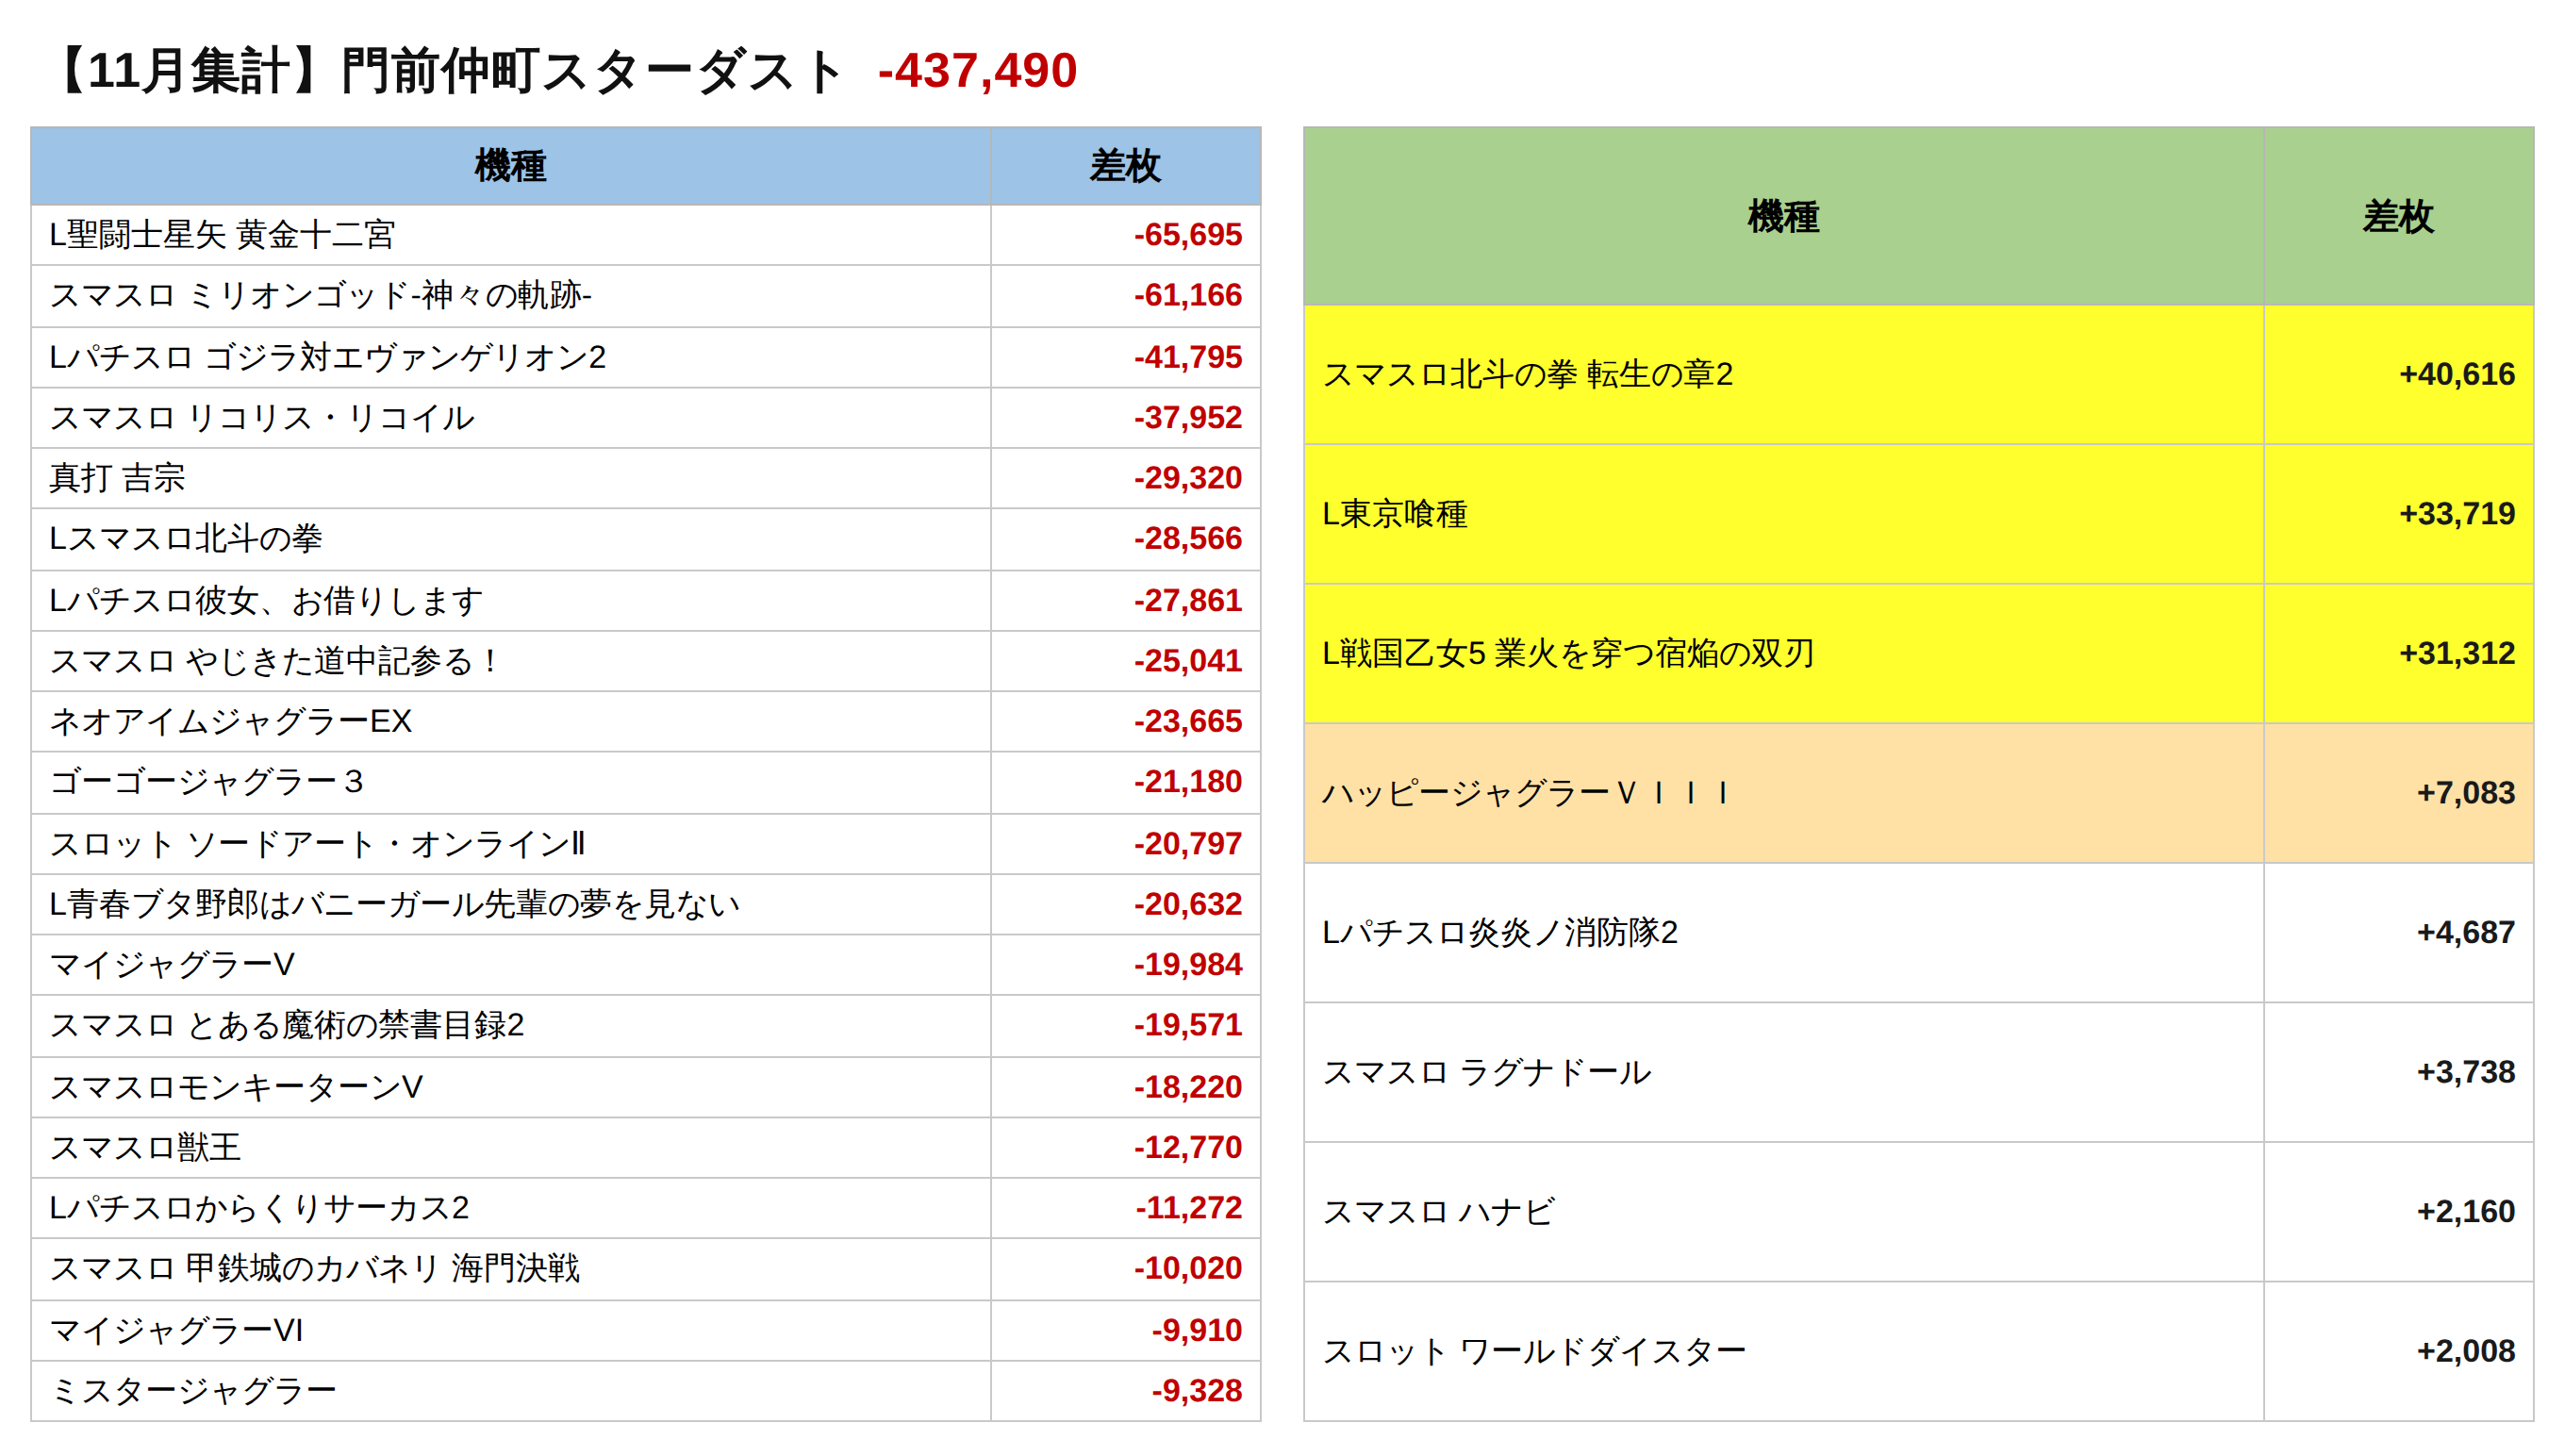 【11月集計】門前仲町スターダスト -437,490
機種 差枚
L聖闘士星矢 黄金十二宮 -65,695
スマスロ ミリオンゴッド-神々の軌跡- -61,166
Lパチスロ ゴジラ対エヴァンゲリオン2 -41,795
スマスロ リコリス・リコイル -37,952
真打 吉宗 -29,320
Lスマスロ北斗の拳 -28,566
Lパチスロ彼女、お借りします -27,861
スマスロ やじきた道中記参る！ -25,041
ネオアイムジャグラーEX -23,665
ゴーゴージャグラー３ -21,180
スロット ソードアート・オンラインⅡ -20,797
L青春ブタ野郎はバニーガール先輩の夢を見ない -20,632
マイジャグラーV -19,984
スマスロ とある魔術の禁書目録2 -19,571
スマスロモンキーターンV -18,220
スマスロ獣王 -12,770
Lパチスロからくりサーカス2 -11,272
スマスロ 甲鉄城のカバネリ 海門決戦 -10,020
マイジャグラーVI -9,910
ミスタージャグラー -9,328
機種 差枚
スマスロ北斗の拳 転生の章2 +40,616
L東京喰種 +33,719
L戦国乙女5 業火を穿つ宿焔の双刃 +31,312
ハッピージャグラーＶＩＩＩ +7,083
Lパチスロ炎炎ノ消防隊2 +4,687
スマスロ ラグナドール +3,738
スマスロ ハナビ +2,160
スロット ワールドダイスター +2,008